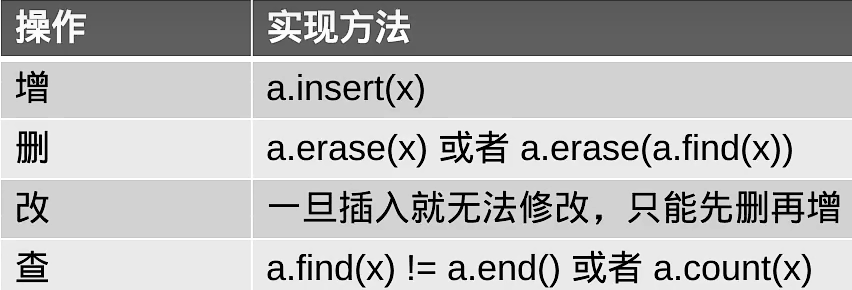 操作 实现方法
增 a.insert(x)
删 a.erase(x) 或者 a.erase(a.find(x))
改 一旦插入就无法修改，只能先删再增
查 a.find(x) != a.end() 或者 a.count(x)